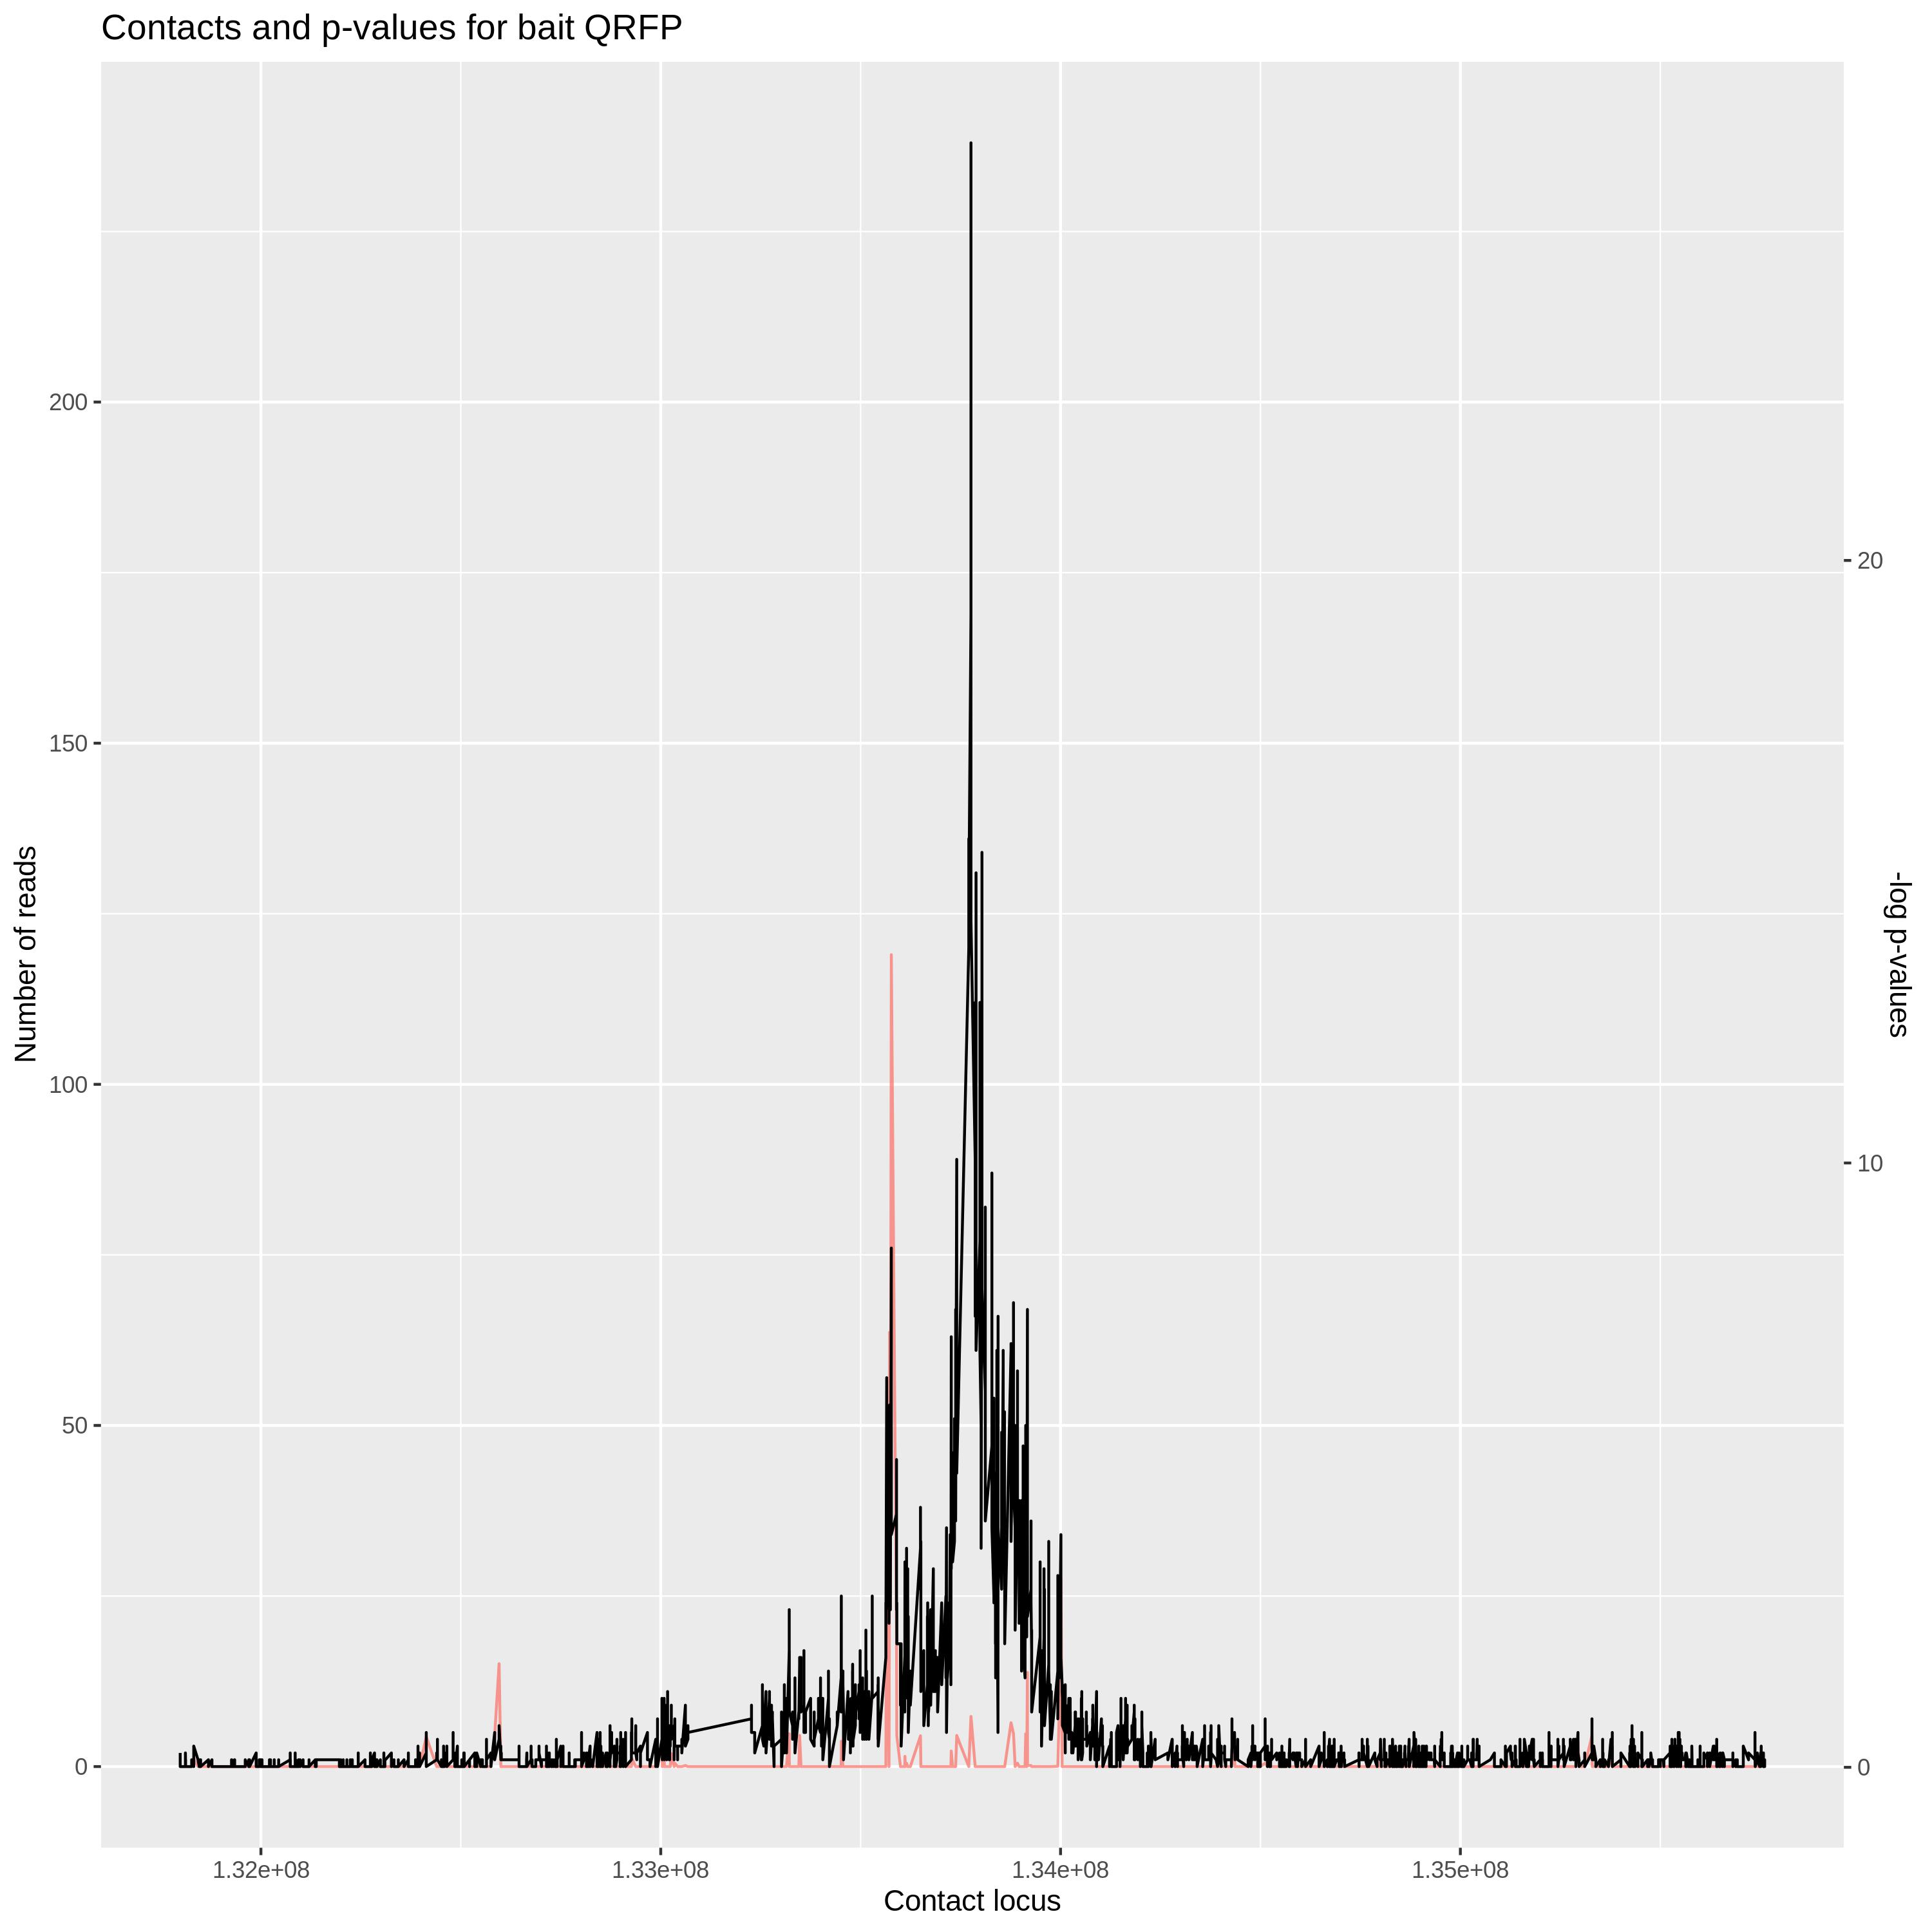 Contacts and p-values for bait QRFP
200
150
100
50
0
Number of reads
20
10
0
-log p-values
1.32e+08
1.33e+08
1.34e+08
1.35e+08
Contact locus